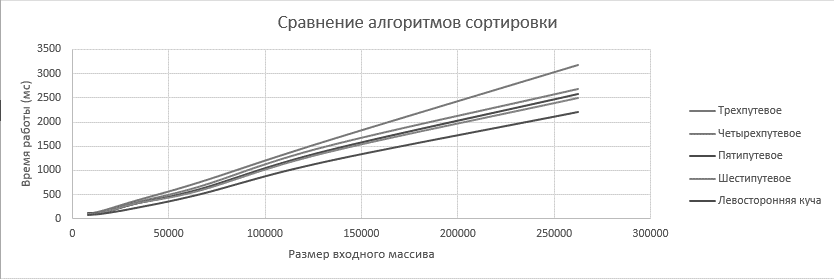 Сравнение алгоритмов сортировки
3500
3000
2500
2000
1500
1000
500
0
Время работы (мс)
0
50000
100000
150000
200000
250000
300000
Размер входного массива
Трехпутевое
Четырехпутевое
Пятипутевое
Шестипутевое
Левосторонняя куча